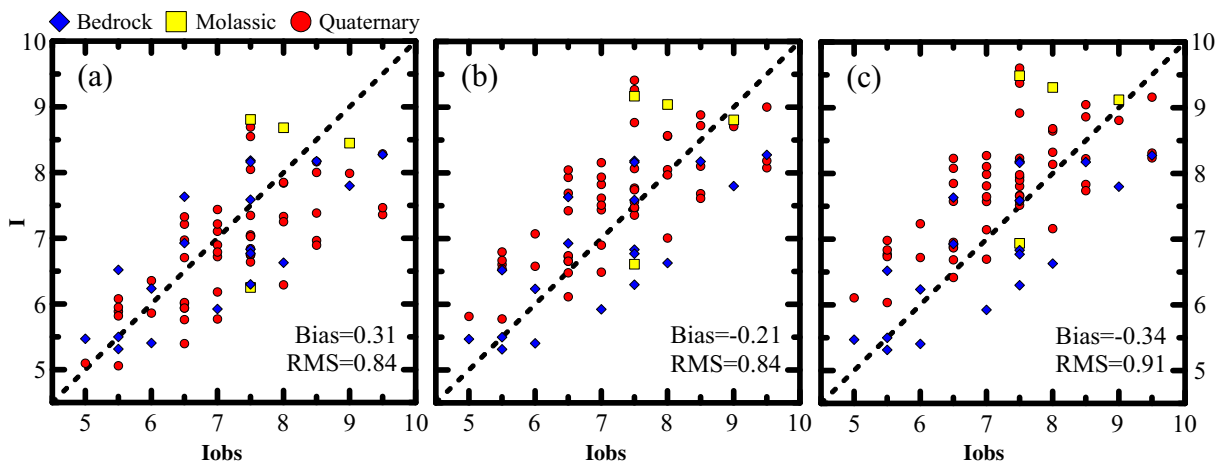 Bedrock Molassic Quaternary
10
9
8
7
6
5
I
(a)
Bias=0.31
RMS=0.84
5 6 7 8 9 10
Iobs
(b)
Bias=-0.21
RMS=0.84
5 6 7 8 9 10
Iobs
(c)
Bias=-0.34
RMS=0.91
5 6 7 8 9 10
Iobs
10
9
8
7
6
5